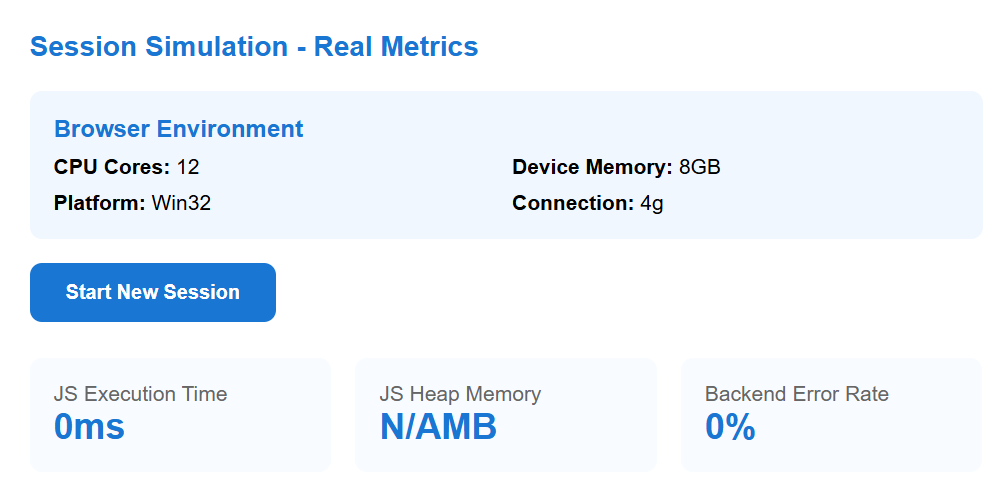 Session Simulation - Real Metrics
Browser Environment
CPU Cores: 12
Device Memory: 8GB
Platform: Win32
Connection: 4g
Start New Session
JS Execution Time
0ms
JS Heap Memory
N/AMB
Backend Error Rate
0%